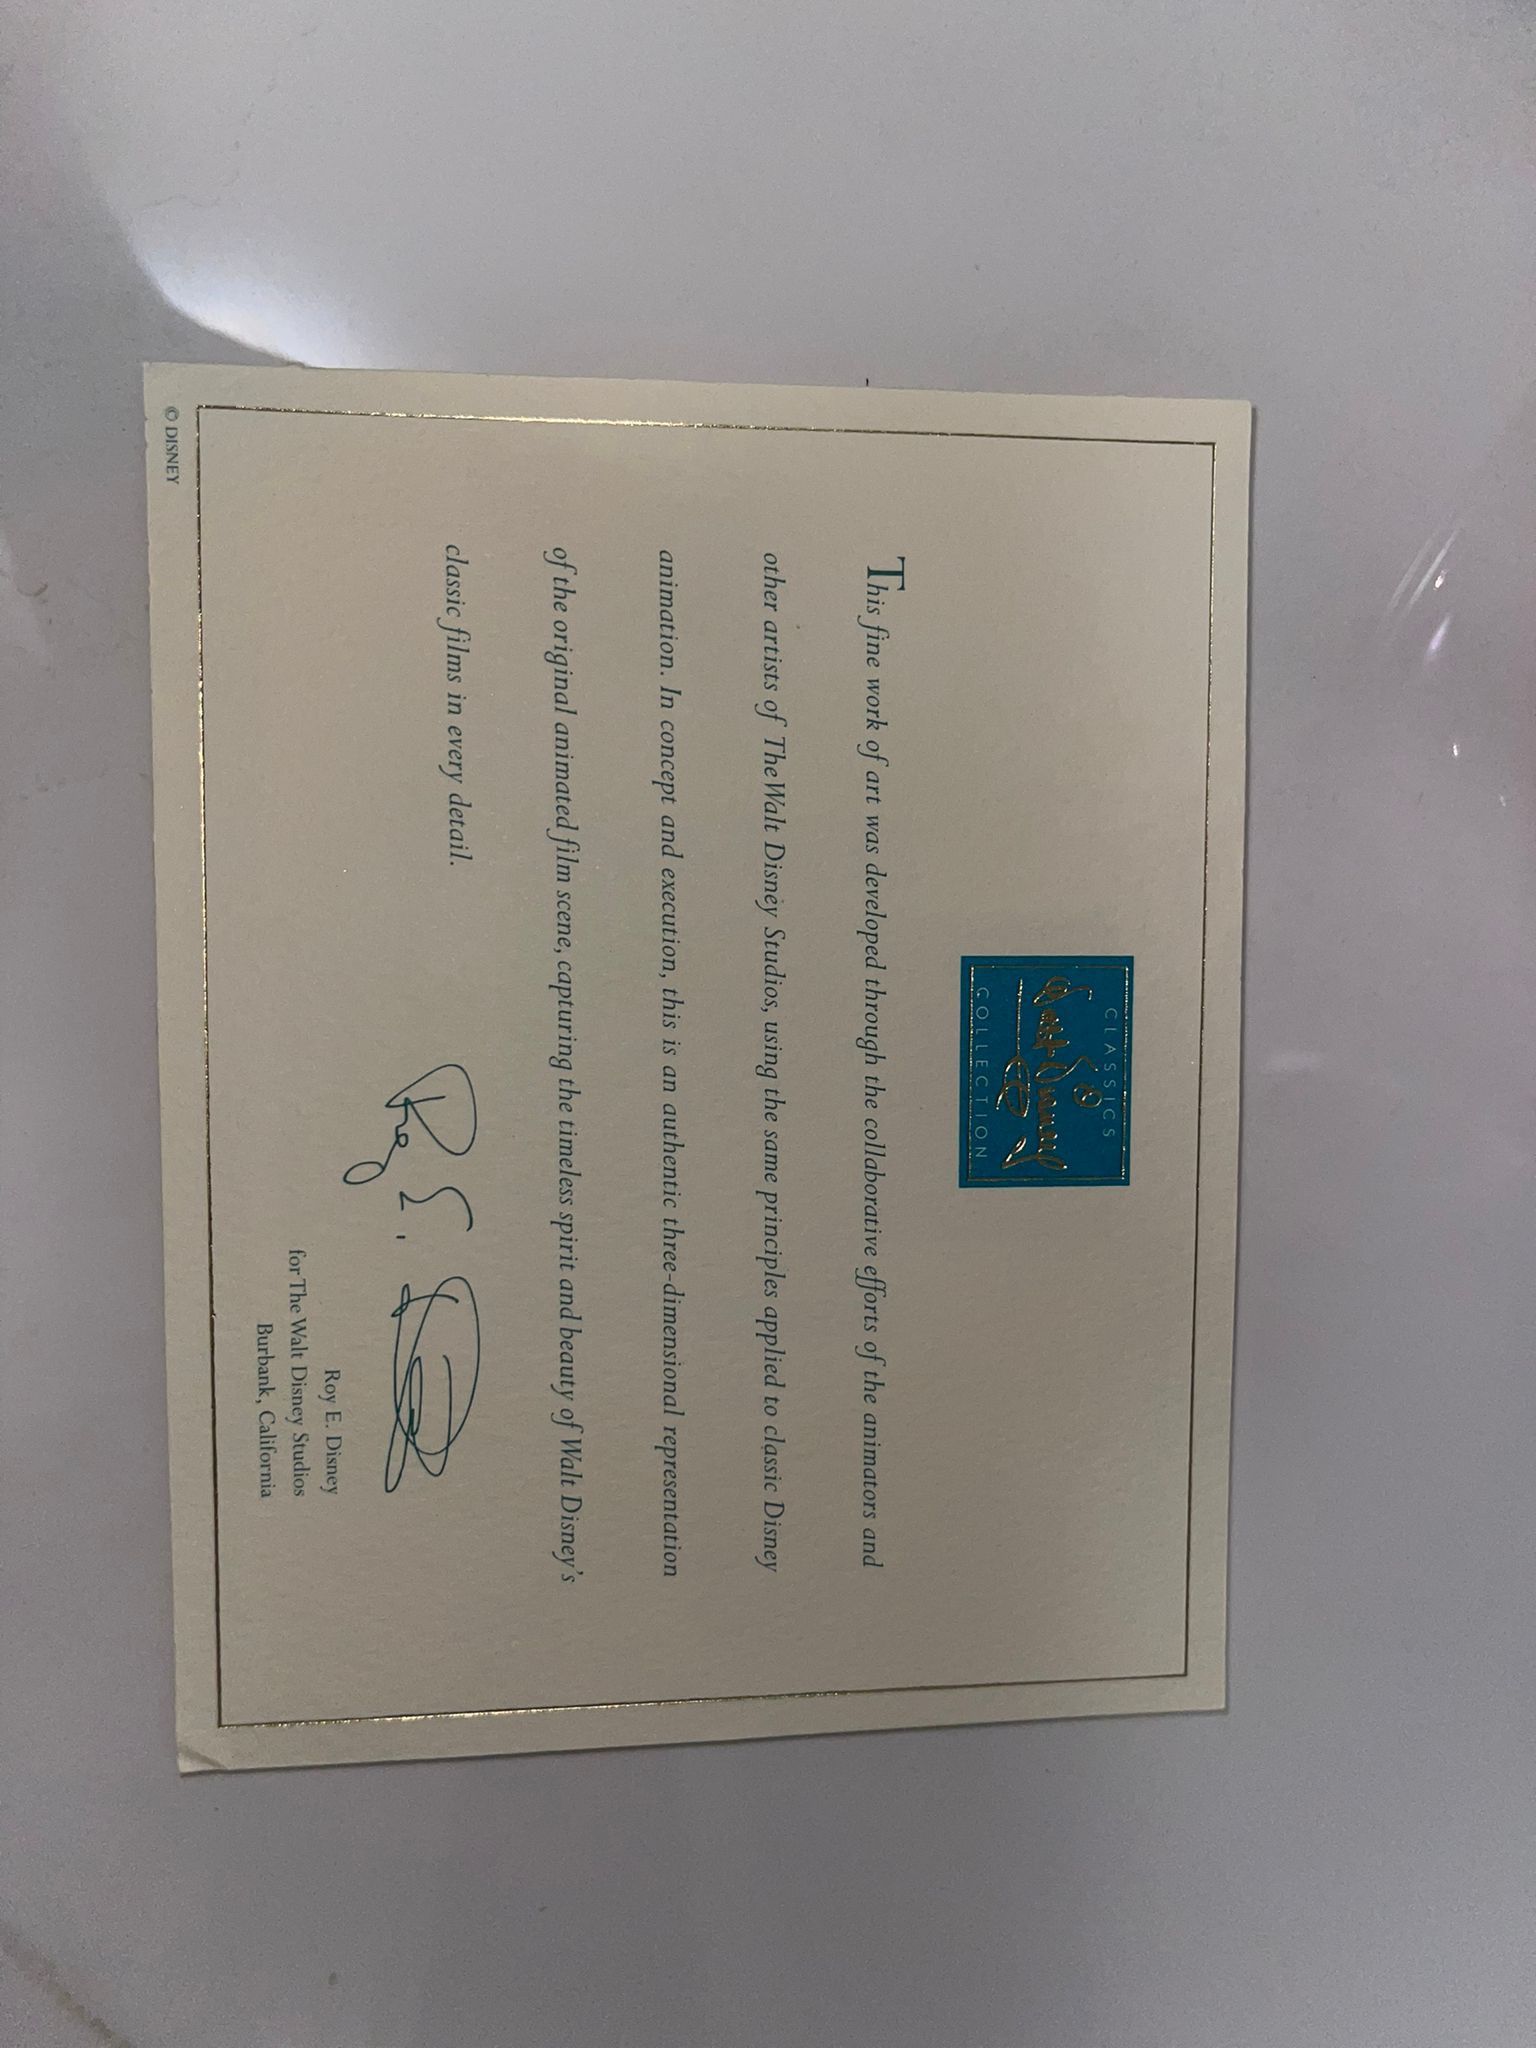 CLASSICS
Walt Disney
COLLECTION
This fine work of art was developed through the collaborative efforts of the animators and
other artists of The Walt Disney Studios, using the same principles applied to classic Disney
animation. In concept and execution, this is an authentic three-dimensional representation
of the original animated film scene, capturing the timeless spirit and beauty of Walt Disney's
classic films in every detail.
Roy E. Disney
Roy E. Disney
for The Walt Disney Studios
Burbank, California
© DISNEY